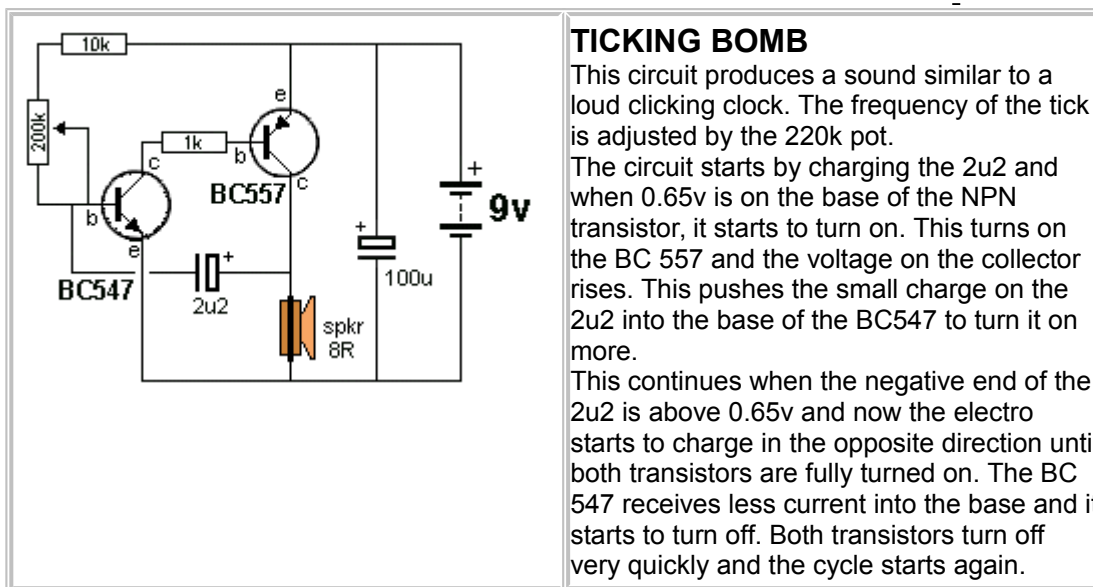 10k
e
200k
1k
c
b
BC557
c
b
e
BC547
+
2u2
spkr
8R
+
100u
+
9v
TICKING BOMB
This circuit produces a sound similar to a
loud clicking clock. The frequency of the tick
is adjusted by the 220k pot.
The circuit starts by charging the 2u2 and
when 0.65v is on the base of the NPN
transistor, it starts to turn on. This turns on
the BC 557 and the voltage on the collector
rises. This pushes the small charge on the
2u2 into the base of the BC547 to turn it on
more.
This continues when the negative end of the
2u2 is above 0.65v and now the electro
starts to charge in the opposite direction unti
both transistors are fully turned on. The BC
547 receives less current into the base and it
starts to turn off. Both transistors turn off
very quickly and the cycle starts again.